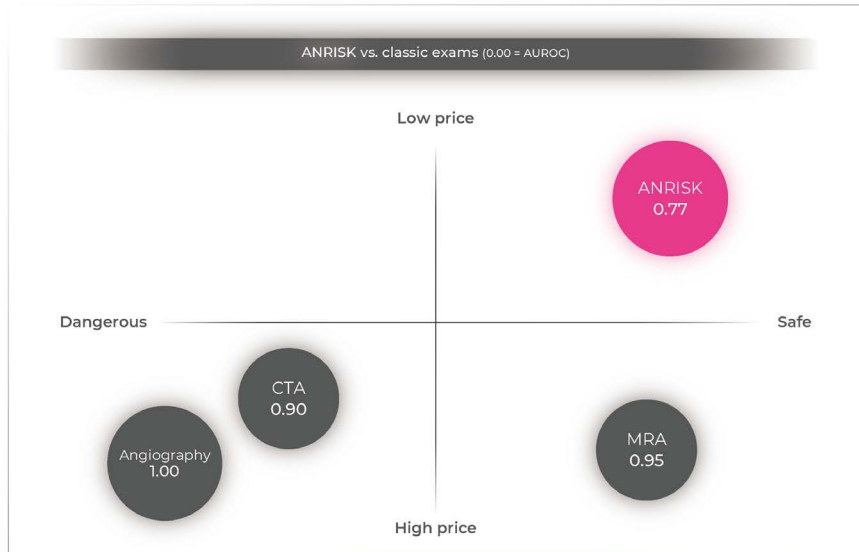 ANRISK vs. classic exams (0.00 = AUROC)
Low price
ANRISK
0.77
Dangerous
Safe
CTA
0.90
Angiography
1.00
MRA
0.95
High price